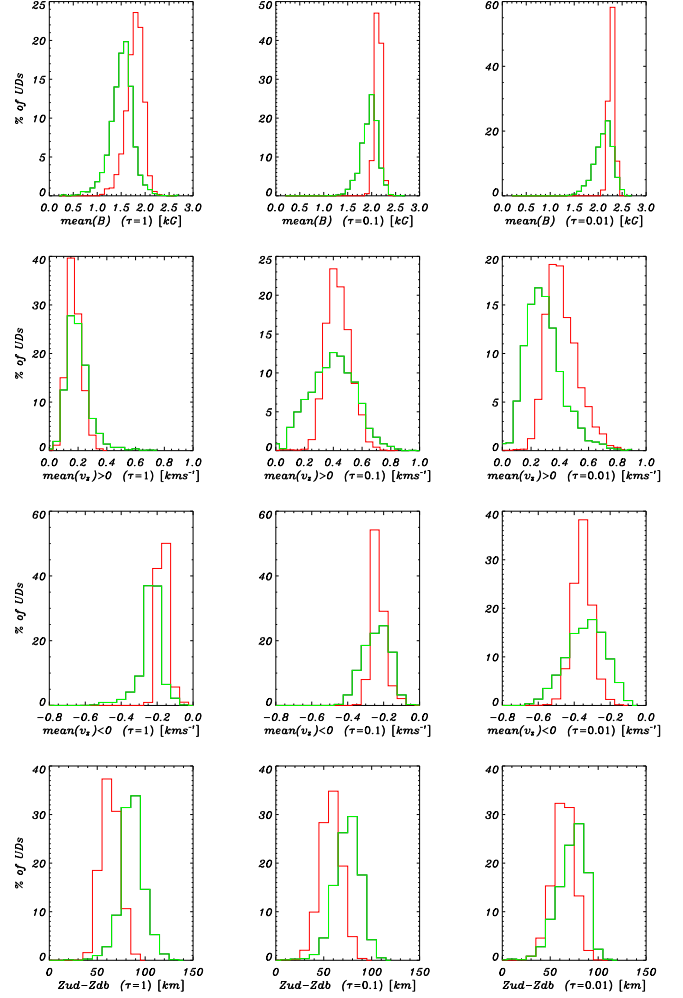 25
20
15
10
5
0
% of UDs
0.0 0.5 1.0 1.5 2.0 2.5 3.0
mean(B) (τ=1) [kG]
50
40
30
20
10
0
0.0 0.5 1.0 1.5 2.0 2.5 3.0
mean(B) (τ=0.1) [kG]
60
40
20
0
0.0 0.5 1.0 1.5 2.0 2.5 3.0
mean(B) (τ=0.01) [kG]
40
30
20
10
0
% of UDs
0.0 0.2 0.4 0.6 0.8 1.0
mean(v_z)>0 (τ=1) [kms⁻¹]
25
20
15
10
5
0
0.0 0.2 0.4 0.6 0.8 1.0
mean(v_z)>0 (τ=0.1) [kms⁻¹]
20
15
10
5
0
0.0 0.2 0.4 0.6 0.8 1.0
mean(v_z)>0 (τ=0.01) [kms⁻¹]
60
40
20
0
% of UDs
−0.8 −0.6 −0.4 −0.2 0.0
mean(v_z)<0 (τ=1) [kms⁻¹]
60
40
20
0
−0.8 −0.6 −0.4 −0.2 0.0
mean(v_z)<0 (τ=0.1) [kms⁻¹]
40
30
20
10
0
−0.8 −0.6 −0.4 −0.2 0.0
mean(v_z)<0 (τ=0.01) [kms⁻¹]
40
30
20
10
0
% of UDs
0 50 100 150
Zud−Zdb (τ=1) [km]
40
30
20
10
0
0 50 100 150
Zud−Zdb (τ=0.1) [km]
40
30
20
10
0
0 50 100 150
Zud−Zdb (τ=0.01) [km]